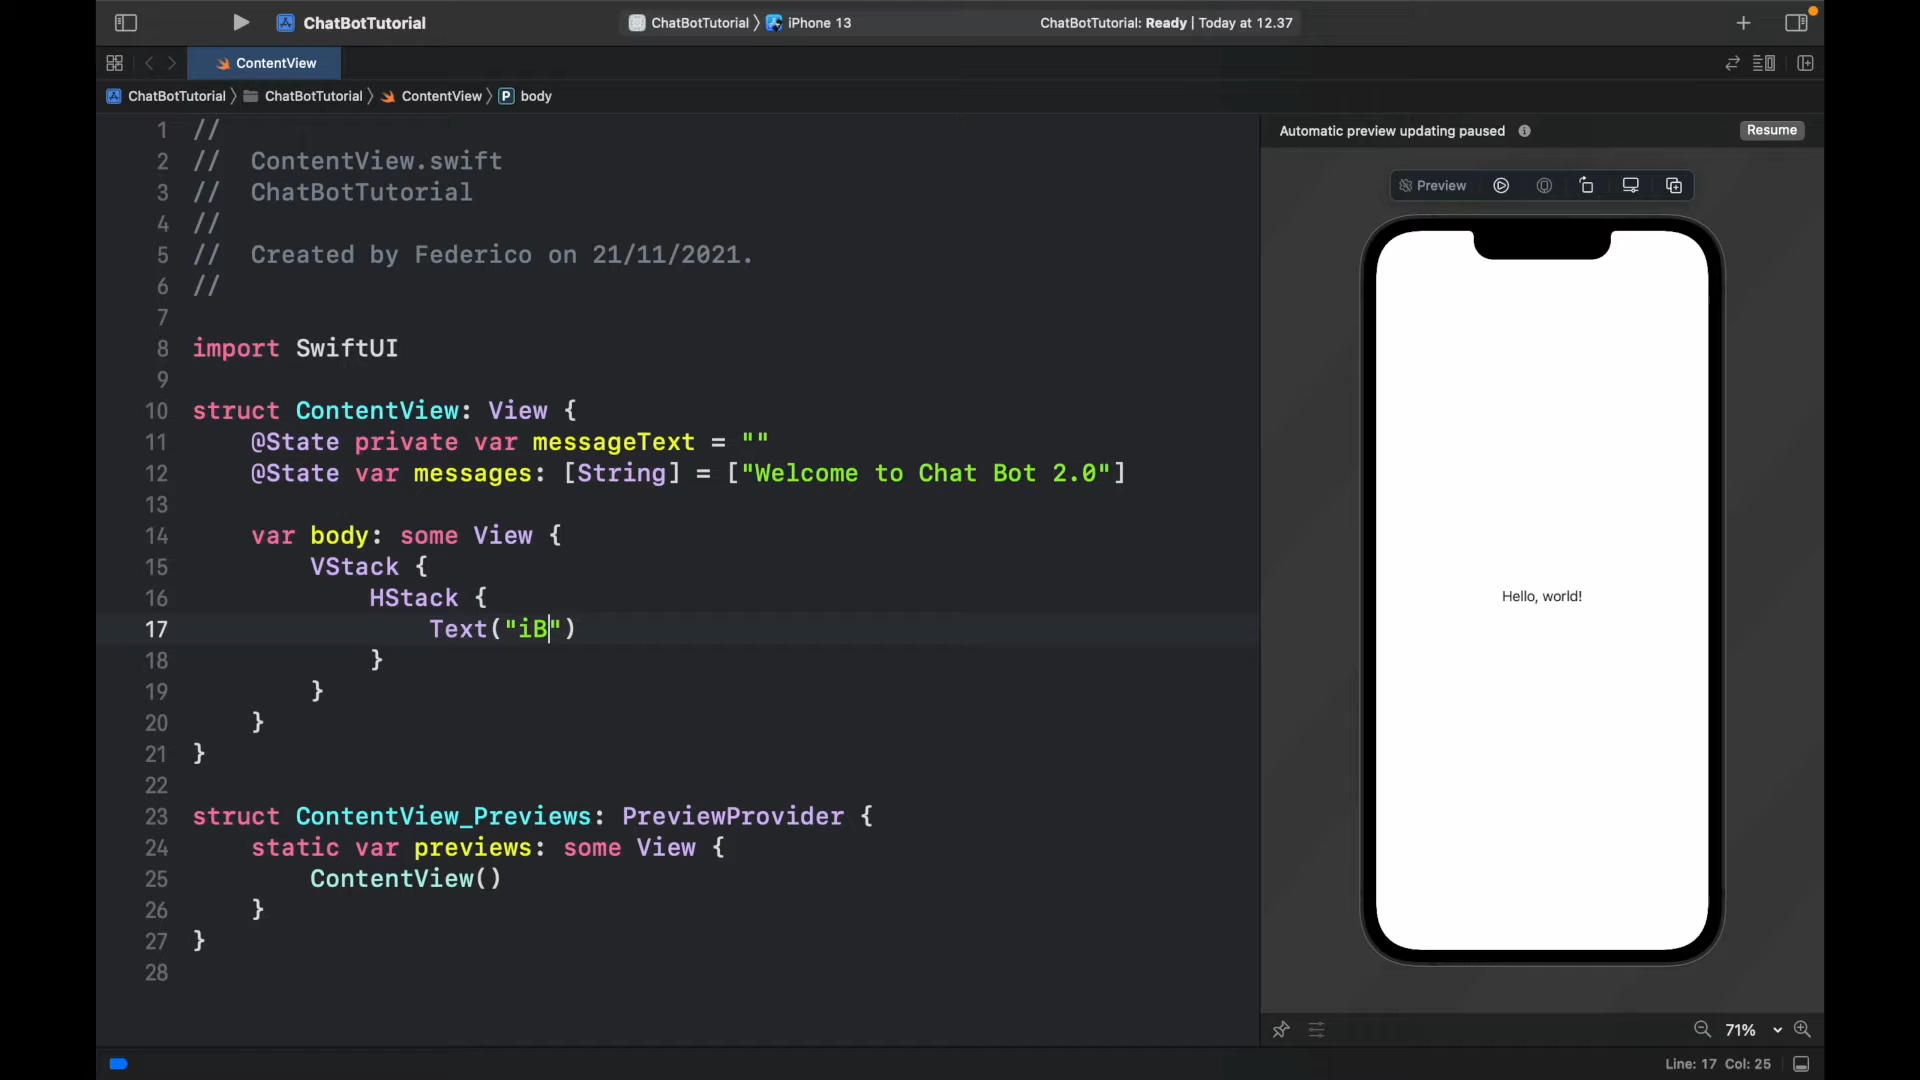 ChatBotTutorial
ChatBotTutorial 〉 iPhone 13
ChatBotTutorial: Ready | Today at 12.37
ContentView
ChatBotTutorial 〉 ChatBotTutorial 〉 ContentView 〉 P body
1 //
2 //  ContentView.swift
3 //  ChatBotTutorial
4 //
5 //  Created by Federico on 21/11/2021.
6 //
7
8 import SwiftUI
9
10 struct ContentView: View {
11     @State private var messageText = ""
12     @State var messages: [String] = ["Welcome to Chat Bot 2.0"]
13
14     var body: some View {
15         VStack {
16             HStack {
17                 Text("iB")
18             }
19         }
20     }
21 }
22
23 struct ContentView_Previews: PreviewProvider {
24     static var previews: some View {
25         ContentView()
26     }
27 }
28
Automatic preview updating paused
Resume
Preview
Hello, world!
71%
Line: 17 Col: 25